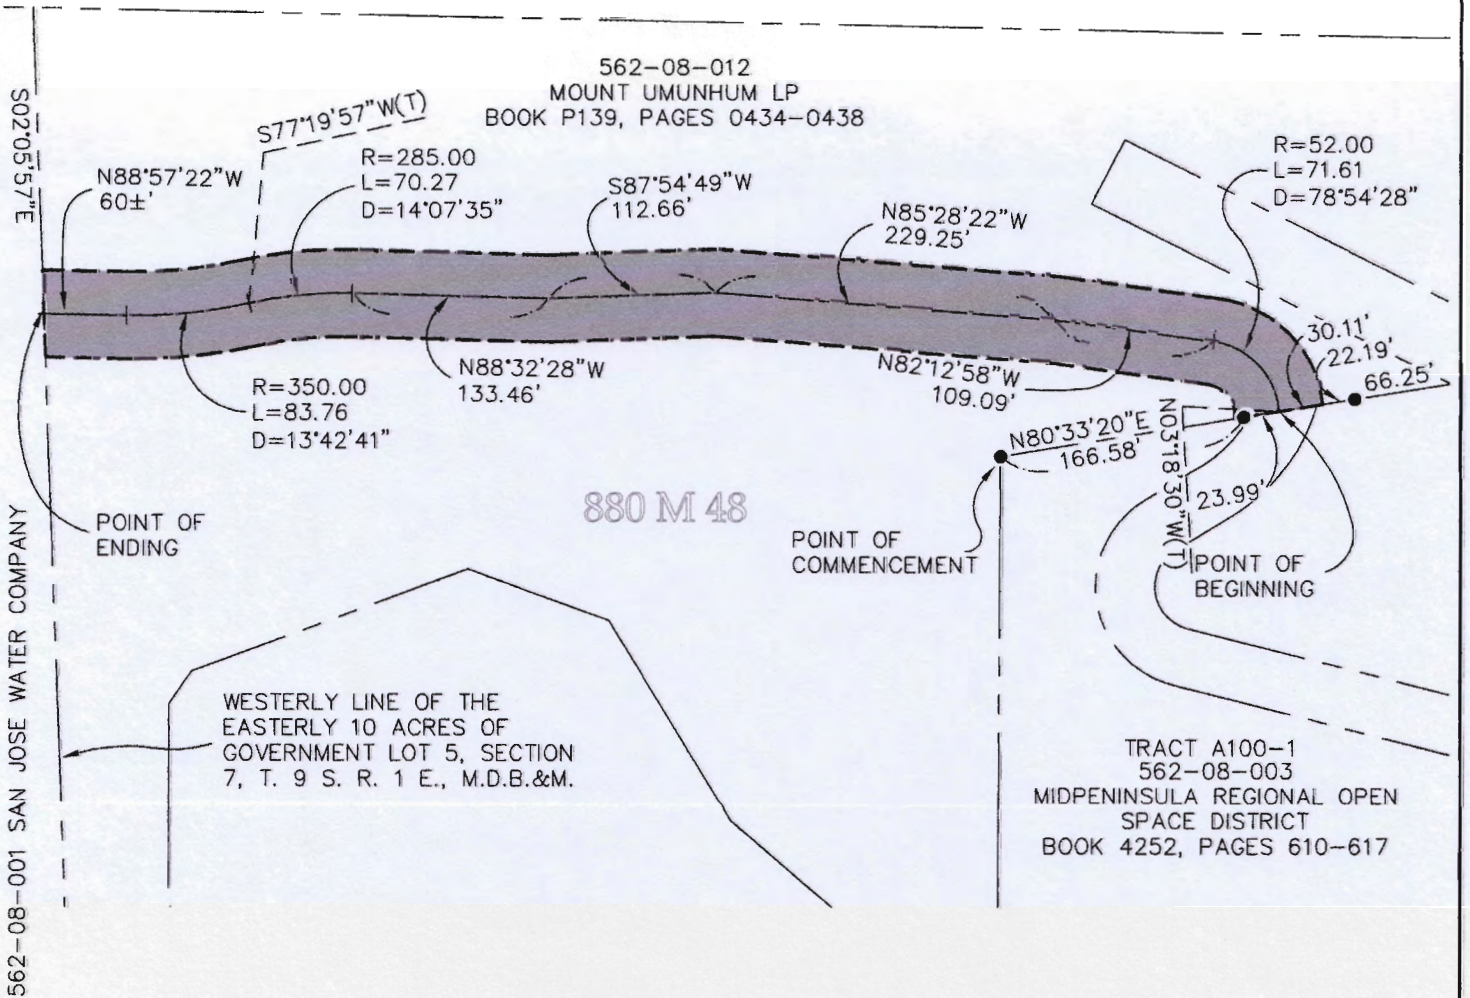 562-08-012
MOUNT UMUNHUM LP
BOOK P139, PAGES 0434-0438
S02°05'57"E
S77°19'57"W(T)
N88°57'22"W
60±'
R=285.00
L=70.27
D=14°07'35"
S87°54'49"W
112.66'
N85°28'22"W
229.25'
R=52.00
L=71.61
D=78°54'28"
30.11'
22.19'
66.25'
R=350.00
L=83.76
D=13°42'41"
N88°32'28"W
133.46'
N82°12'58"W
109.09'
N80°33'20"E
166.58'
N03°18'30"W(T)
23.99'
880 M 48
POINT OF
ENDING
POINT OF
COMMENCEMENT
POINT OF
BEGINNING
WESTERLY LINE OF THE
EASTERLY 10 ACRES OF
GOVERNMENT LOT 5, SECTION
7, T. 9 S. R. 1 E., M.D.B.&M.
TRACT A100-1
562-08-003
MIDPENINSULA REGIONAL OPEN
SPACE DISTRICT
BOOK 4252, PAGES 610-617
562-08-001 SAN JOSE WATER COMPANY